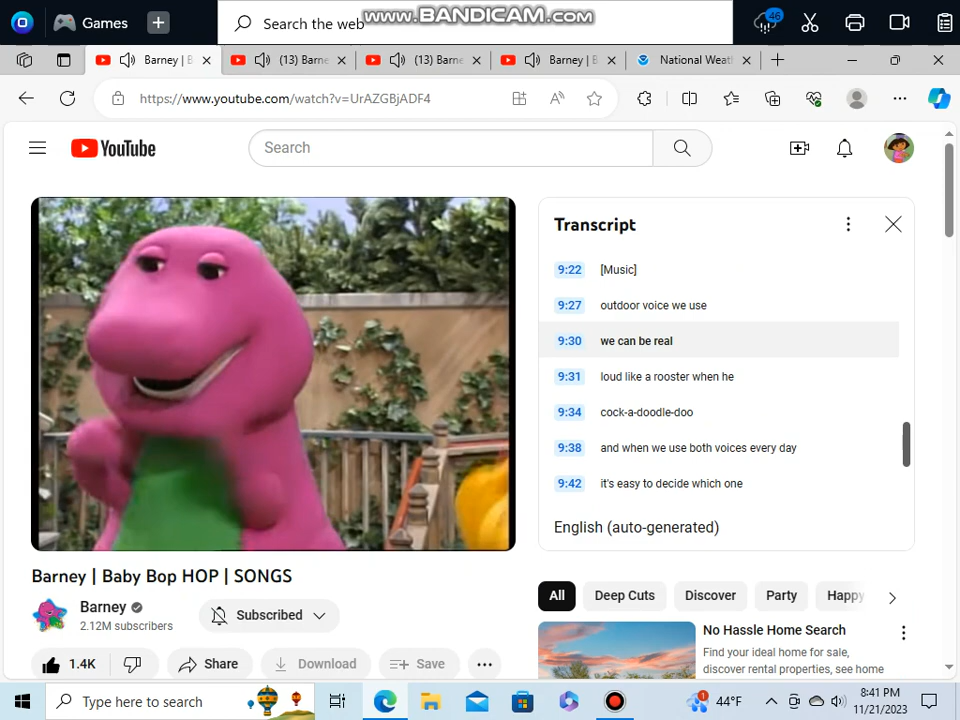 Games
Search the web
www.BANDICAM.com
46
Barney | B
(13) Barne
(13) Barne
Barney | B
National Weat
https://www.youtube.com/watch?v=UrAZGBjADF4
YouTube
Search
Transcript
9:22 [Music]
9:27 outdoor voice we use
9:30 we can be real
9:31 loud like a rooster when he
9:34 cock-a-doodle-doo
9:38 and when we use both voices every day
9:42 it's easy to decide which one
English (auto-generated)
Barney | Baby Bop HOP | SONGS
Barney
2.12M subscribers
Subscribed
1.4K
Share
Download
Save
All
Deep Cuts
Discover
Party
Happy
No Hassle Home Search
Find your ideal home for sale,
discover rental properties, see home
Type here to search
1
44°F
8:41 PM
11/21/2023